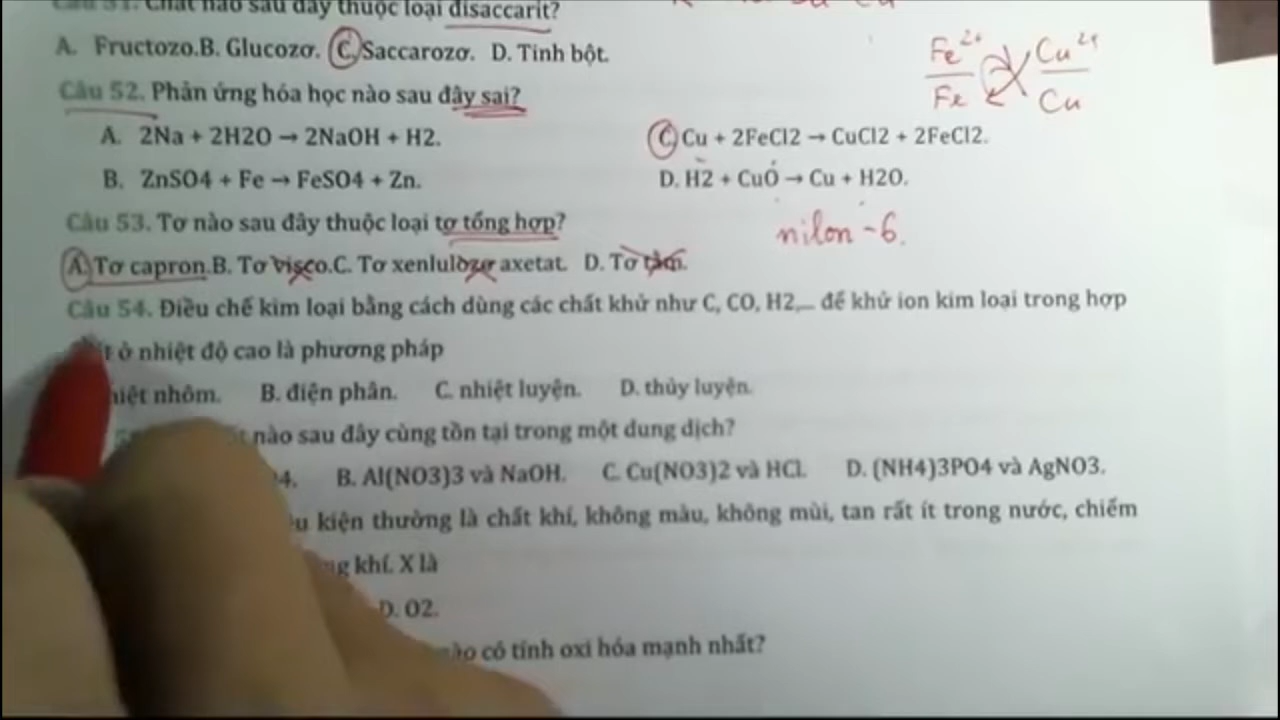 Chất nào sau đây thuộc loại disaccarit?
A. Fructozo.B. Glucozơ. C. Saccarozơ. D. Tinh bột.
Fe2+ Cu2+
Fe Cu
Câu 52. Phản ứng hóa học nào sau đây sai?
A. 2Na + 2H2O → 2NaOH + H2. C. Cu + 2FeCl2 → CuCl2 + 2FeCl2.
B. ZnSO4 + Fe → FeSO4 + Zn. D. H2 + CuO → Cu + H2O.
Câu 53. Tơ nào sau đây thuộc loại tơ tổng hợp? nilon-6.
A. Tơ capron.B. Tơ visco.C. Tơ xenlulozơ axetat. D. Tơ tằm.
Câu 54. Điều chế kim loại bằng cách dùng các chất khử như C, CO, H2,... để khử ion kim loại trong hợp
ở nhiệt độ cao là phương pháp
nhôm. B. điện phân. C. nhiệt luyện. D. thủy luyện.
nào sau đây cùng tồn tại trong một dung dịch?
4. B. Al(NO3)3 và NaOH. C. Cu(NO3)2 và HCl. D. (NH4)3PO4 và AgNO3.
kiện thường là chất khí, không màu, không mùi, tan rất ít trong nước, chiếm
khí. X là
D. O2.
nào có tính oxi hóa mạnh nhất?